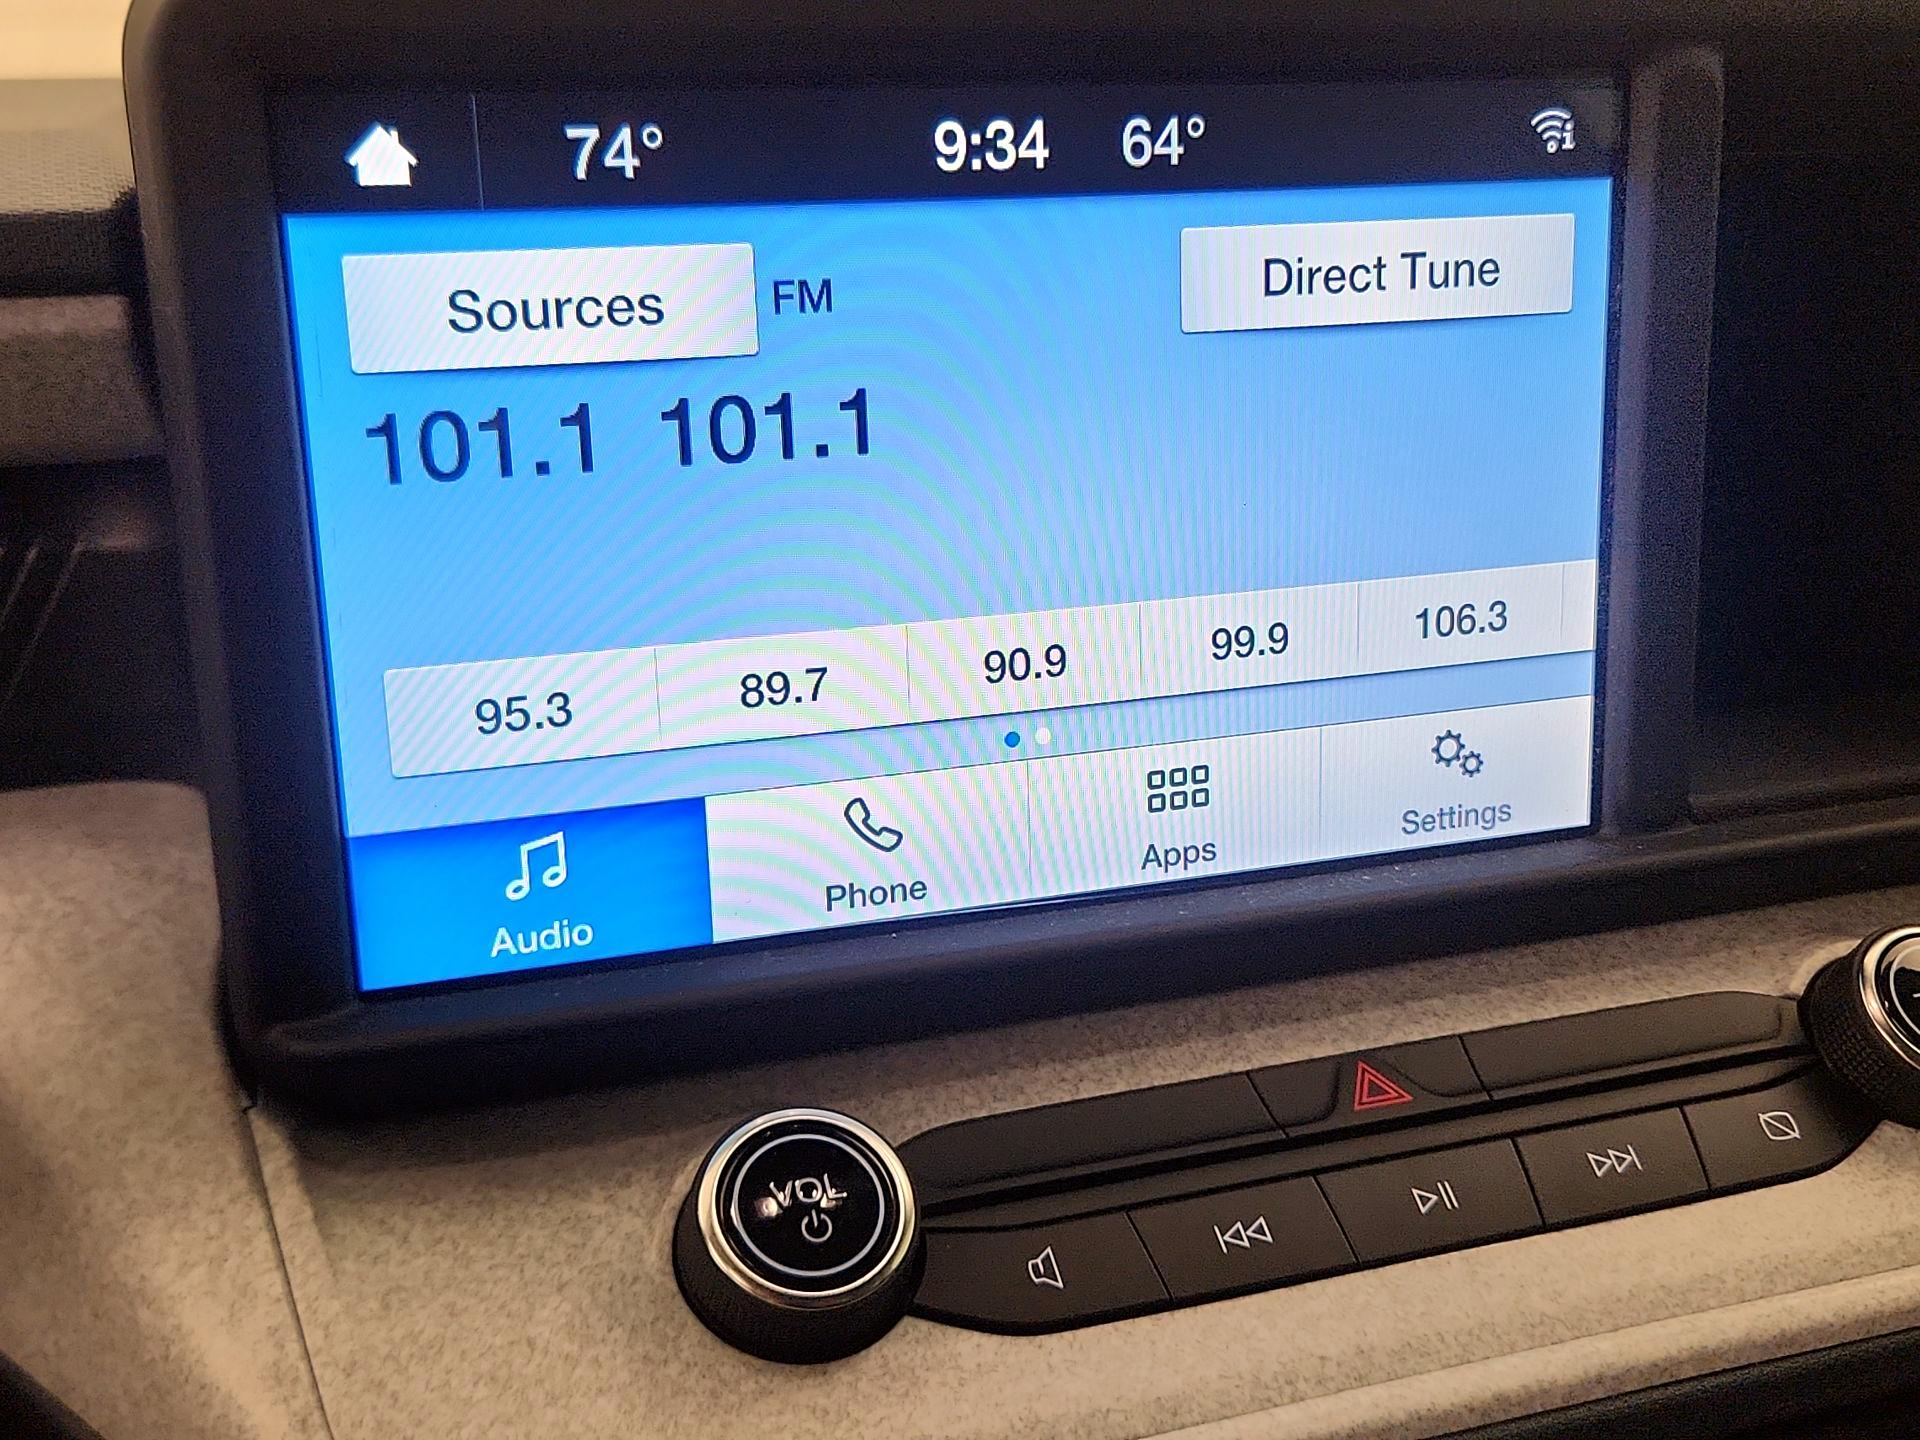 74° 9:34 64°
Sources FM Direct Tune
101.1 101.1
95.3 89.7 90.9 99.9 106.3
Audio Phone Apps Settings
VOL